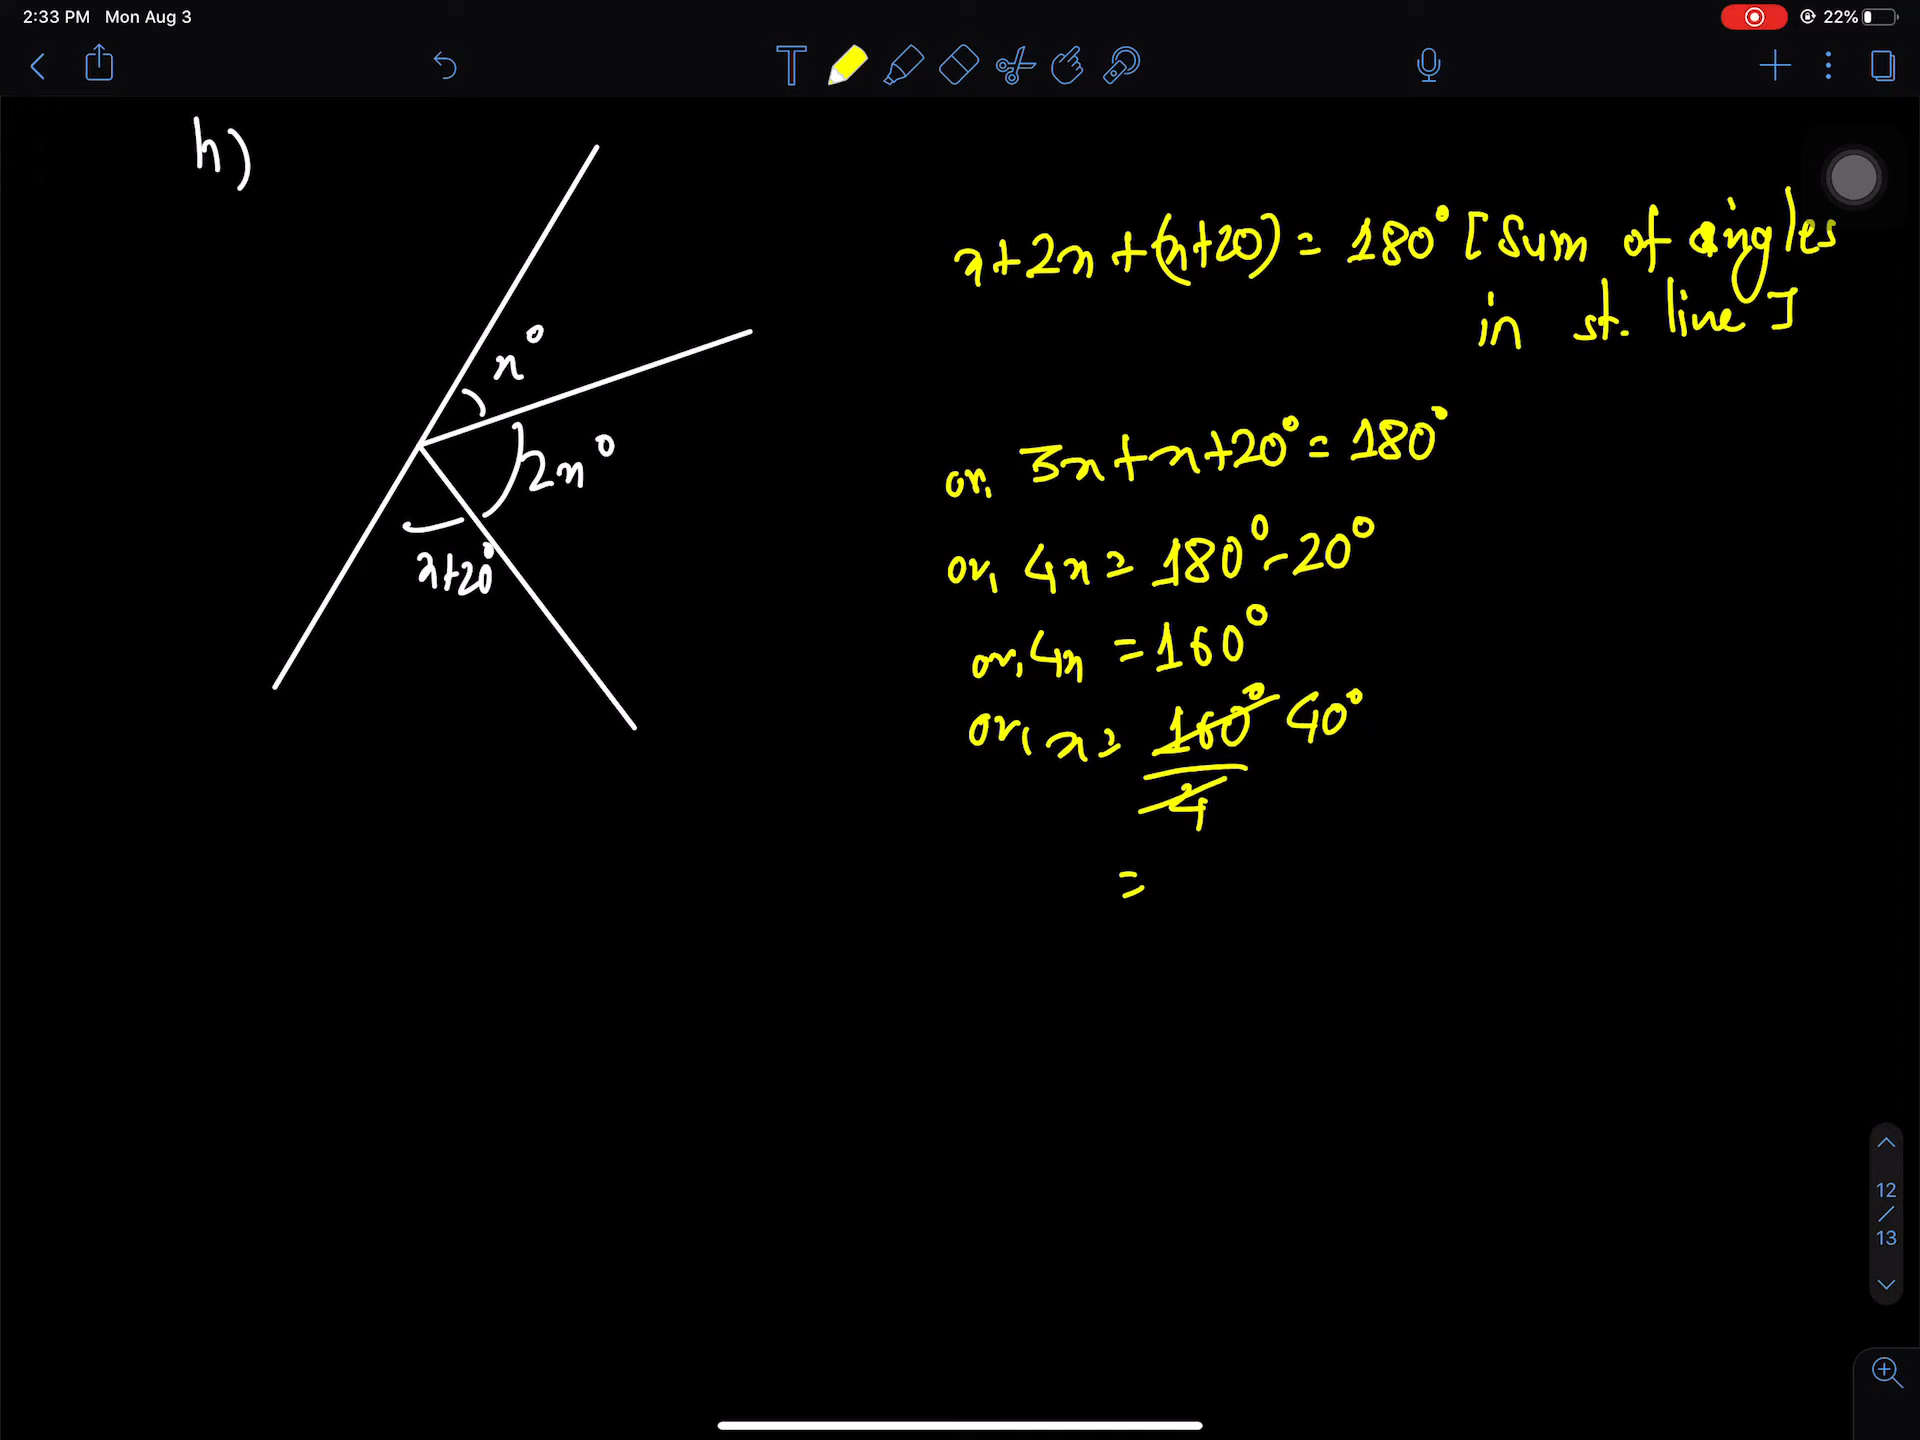 2:33 PM Mon Aug 3
22%
T
h)
x°
2x°
x+20°
x+2x+(x+20)=180° [Sum of angles
in st. line]
or, 3x+x+20°=180°
or, 4x=180°-20°
or, 4x=160°
or, x= 160° 40°
4
=
12
/
13